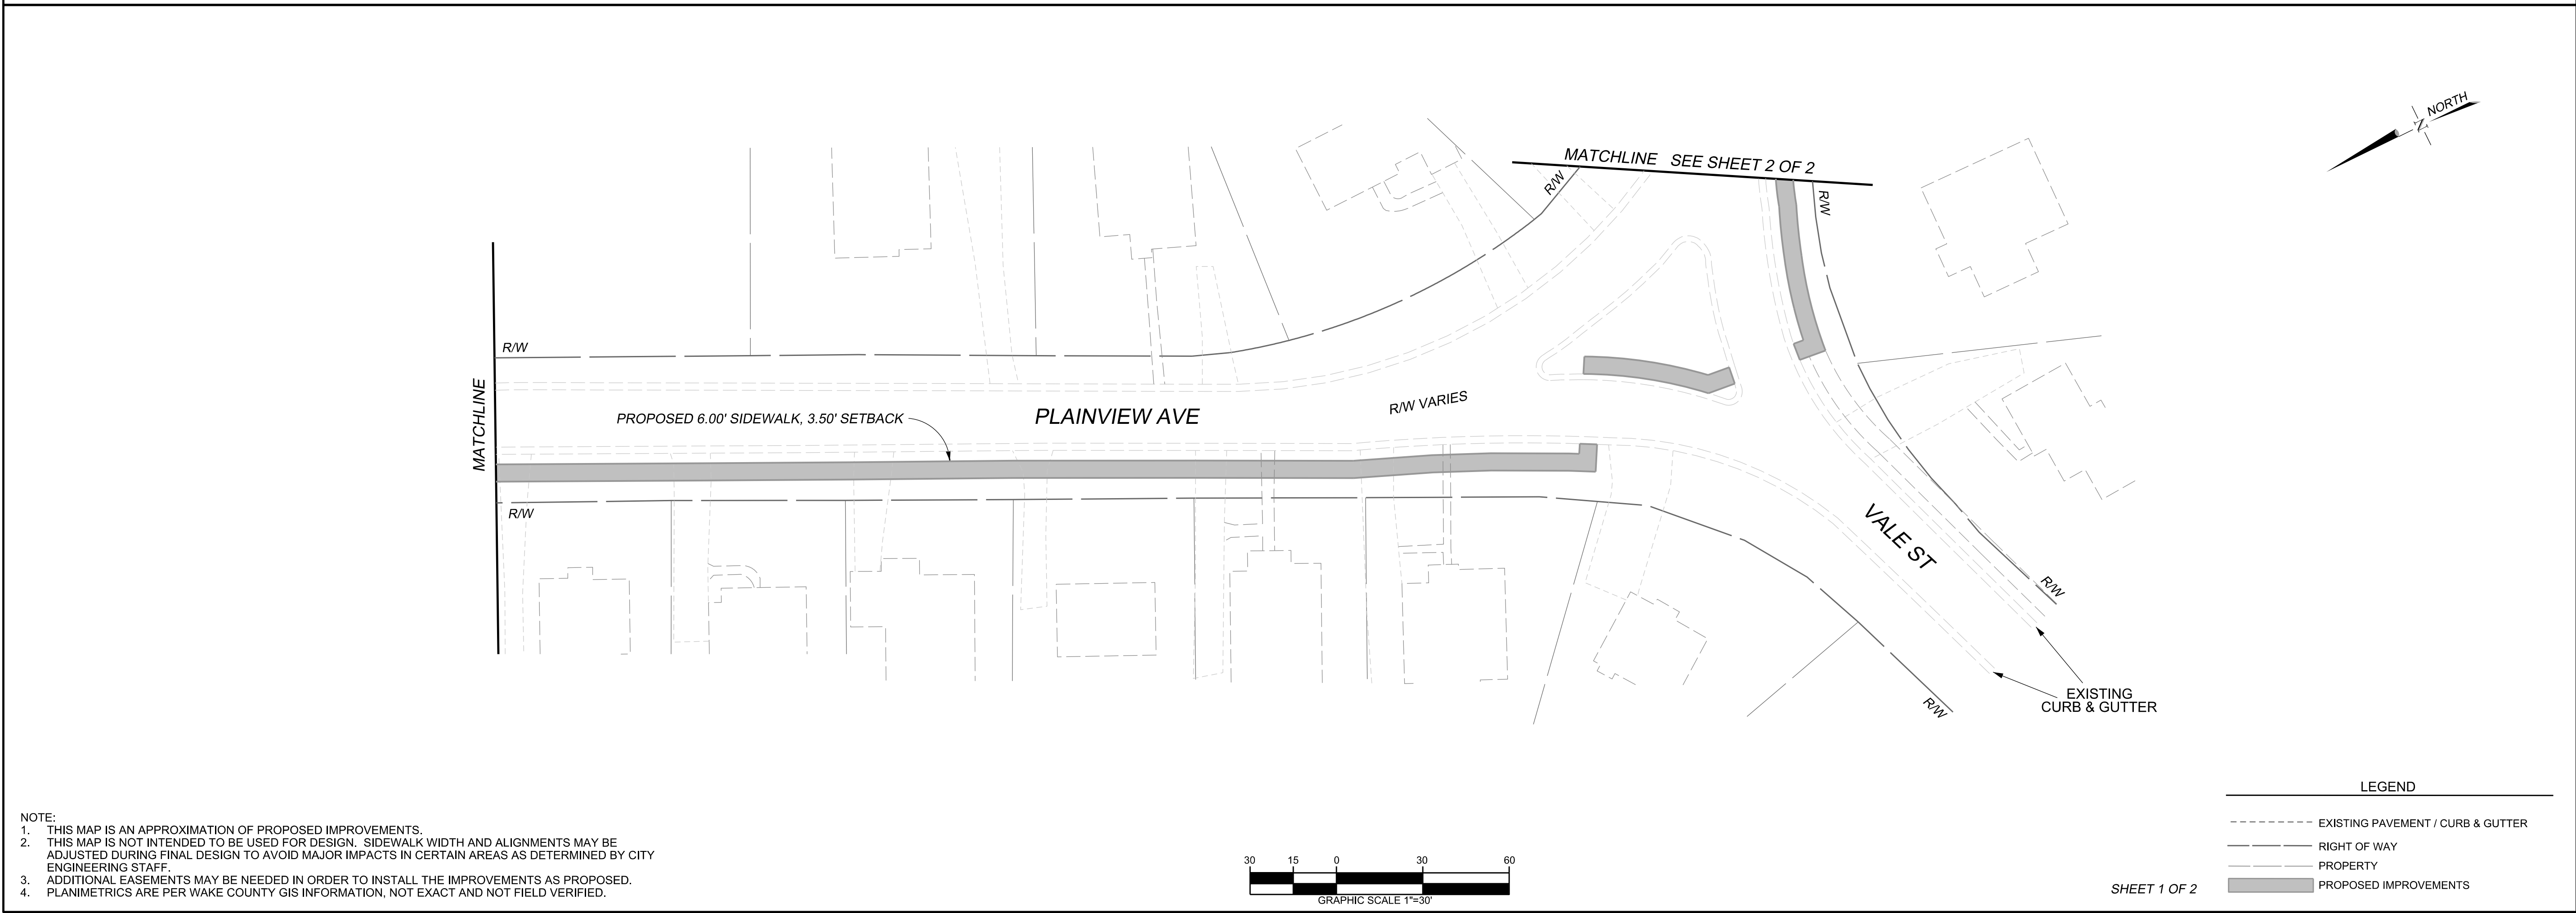 NORTH
N
MATCHLINE SEE SHEET 2 OF 2
R/W
R/W
R/W
MATCHLINE
PROPOSED 6.00' SIDEWALK, 3.50' SETBACK
PLAINVIEW AVE
R/W VARIES
R/W
VALE ST
R/W
R/W
EXISTING
CURB & GUTTER
NOTE:
1. THIS MAP IS AN APPROXIMATION OF PROPOSED IMPROVEMENTS.
2. THIS MAP IS NOT INTENDED TO BE USED FOR DESIGN. SIDEWALK WIDTH AND ALIGNMENTS MAY BE
ADJUSTED DURING FINAL DESIGN TO AVOID MAJOR IMPACTS IN CERTAIN AREAS AS DETERMINED BY CITY
ENGINEERING STAFF.
3. ADDITIONAL EASEMENTS MAY BE NEEDED IN ORDER TO INSTALL THE IMPROVEMENTS AS PROPOSED.
4. PLANIMETRICS ARE PER WAKE COUNTY GIS INFORMATION, NOT EXACT AND NOT FIELD VERIFIED.
30 15 0 30 60
GRAPHIC SCALE 1"=30'
SHEET 1 OF 2
LEGEND
EXISTING PAVEMENT / CURB & GUTTER
RIGHT OF WAY
PROPERTY
PROPOSED IMPROVEMENTS